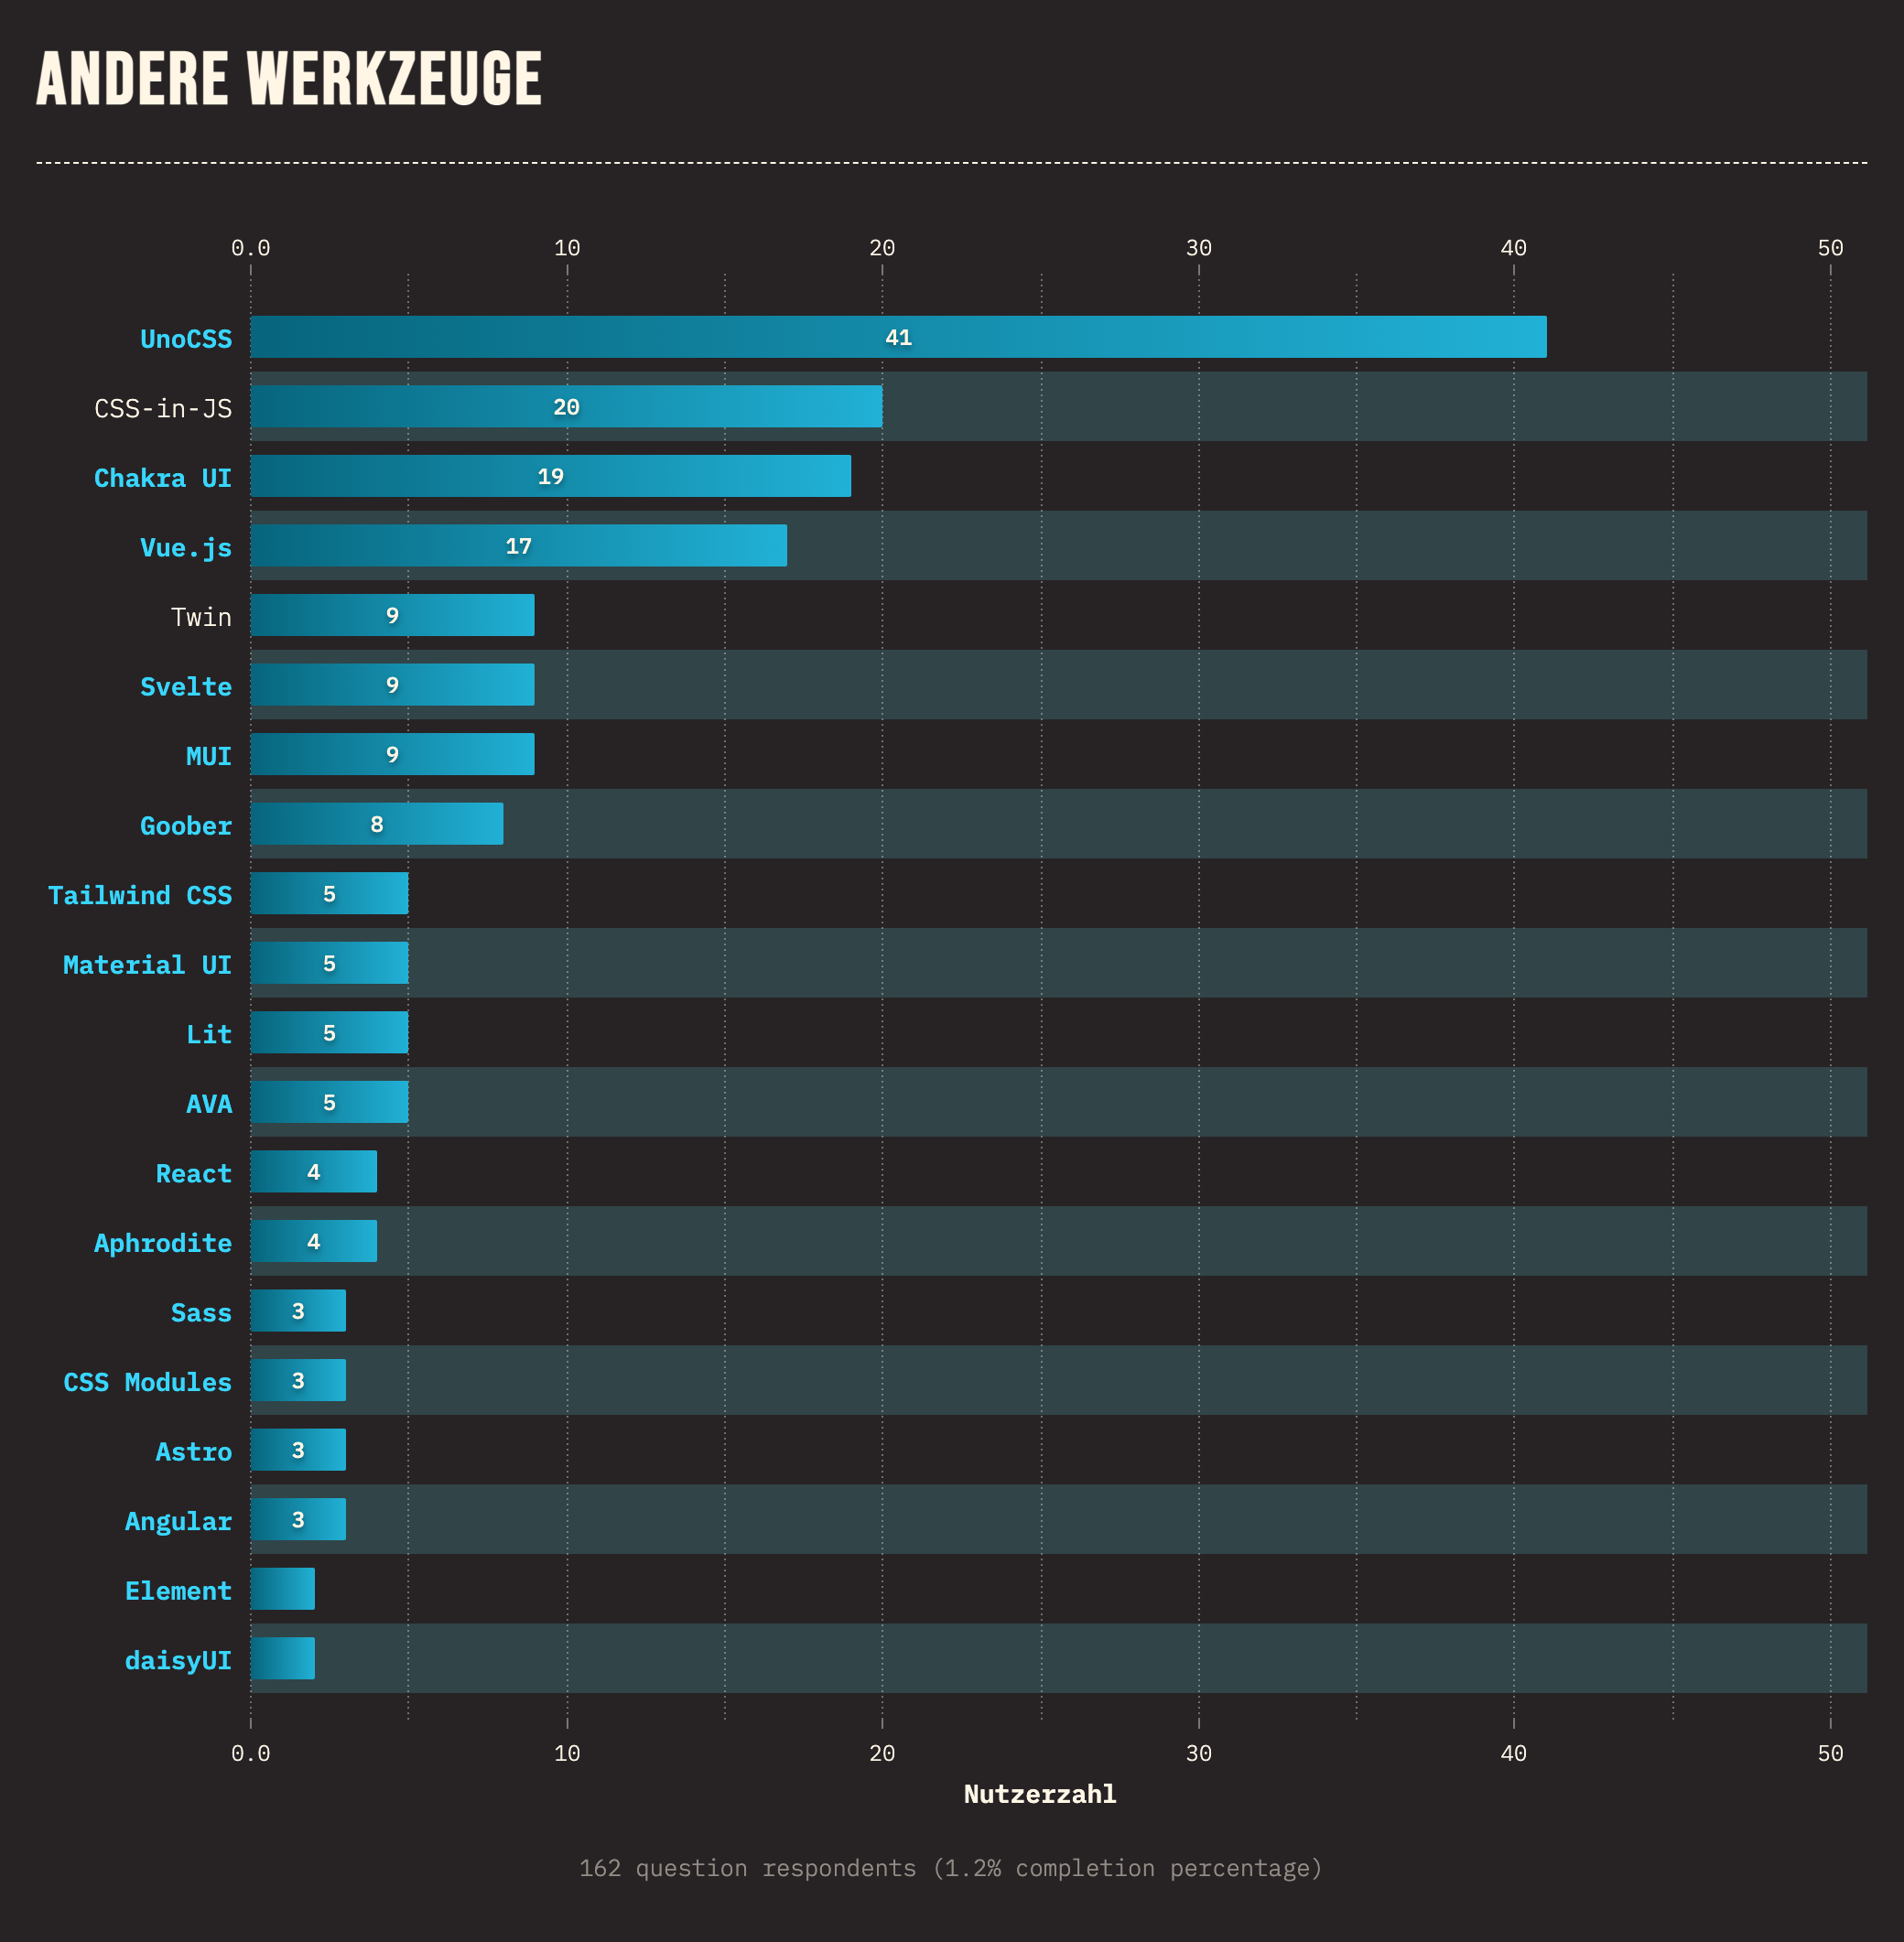 ANDERE WERKZEUGE
0.0 10 20 30 40 50
UnoCSS 41
CSS-in-JS 20
Chakra UI 19
Vue.js 17
Twin 9
Svelte 9
MUI 9
Goober 8
Tailwind CSS 5
Material UI 5
Lit 5
AVA 5
React 4
Aphrodite 4
Sass 3
CSS Modules 3
Astro 3
Angular 3
Element
daisyUI
0.0 10 20 30 40 50
Nutzerzahl
162 question respondents (1.2% completion percentage)